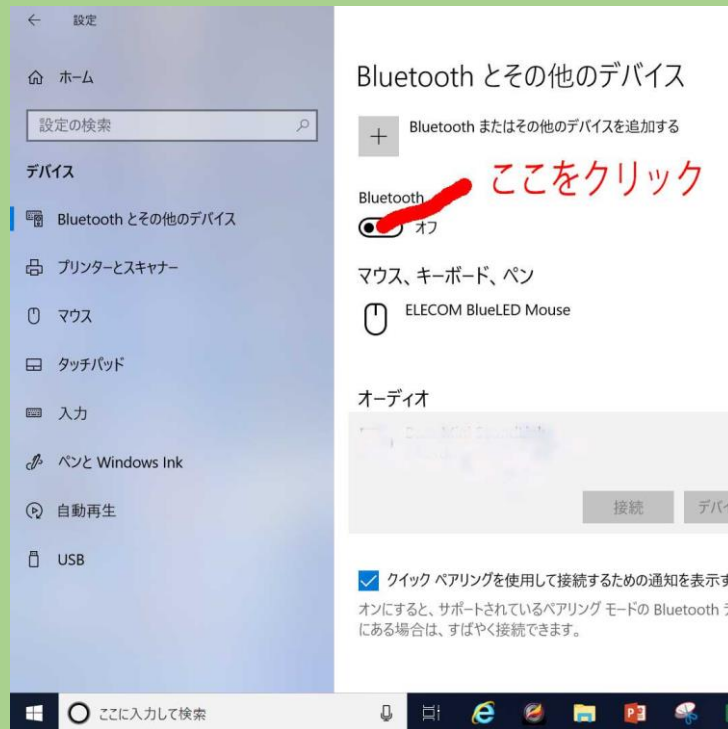 設定
ホーム
設定の検索
デバイス
Bluetooth とその他のデバイス
プリンターとスキャナー
マウス
タッチパッド
入力
ペンと Windows Ink
自動再生
USB
Bluetooth とその他のデバイス
Bluetooth またはその他のデバイスを追加する
ここをクリック
Bluetooth
オフ
マウス、キーボード、ペン
ELECOM BlueLED Mouse
オーディオ
接続
デバイ
クイック ペアリングを使用して接続するための通知を表示す
オンにすると、サポートされているペアリング モードの Bluetooth デ
にある場合は、すばやく接続できます。
ここに入力して検索